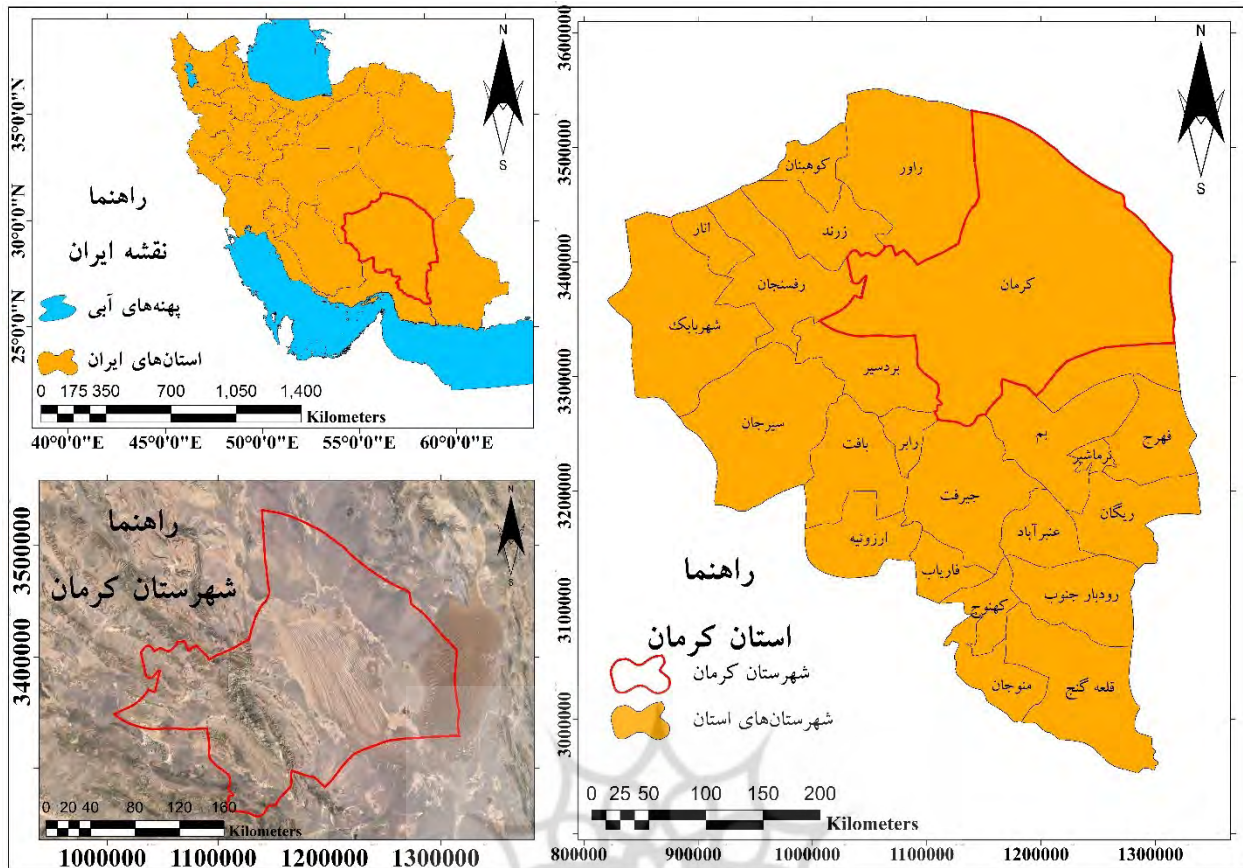 N
S
35°0'0"N
30°0'0"N
25°0'0"N
راهنما
نقشه ایران
پهنه‌های آبی
استان‌های ایران
0 175 350 700 1,050 1,400
Kilometers
40°0'0"E 45°0'0"E 50°0'0"E 55°0'0"E 60°0'0"E
راهنما
شهرستان کرمان
N
S
3500000
3400000
0 20 40 80 120 160
Kilometers
1000000 1100000 1200000 1300000
N
S
3600000
3500000
3400000
3300000
3200000
3100000
3000000
کوهبنان
راور
انار
زرند
رفسنجان
کرمان
شهربابک
بردسیر
سیرجان
بافت
رابر
بم
فهرج
نرماشیر
جیرفت
ریگان
عنبرآباد
ارزوئیه
فاریاب
رودبار جنوب
کهنوج
منوجان
قلعه گنج
راهنما
استان کرمان
شهرستان کرمان
شهرستان‌های استان
0 25 50 100 150 200
Kilometers
800000 900000 1000000 1100000 1200000 1300000